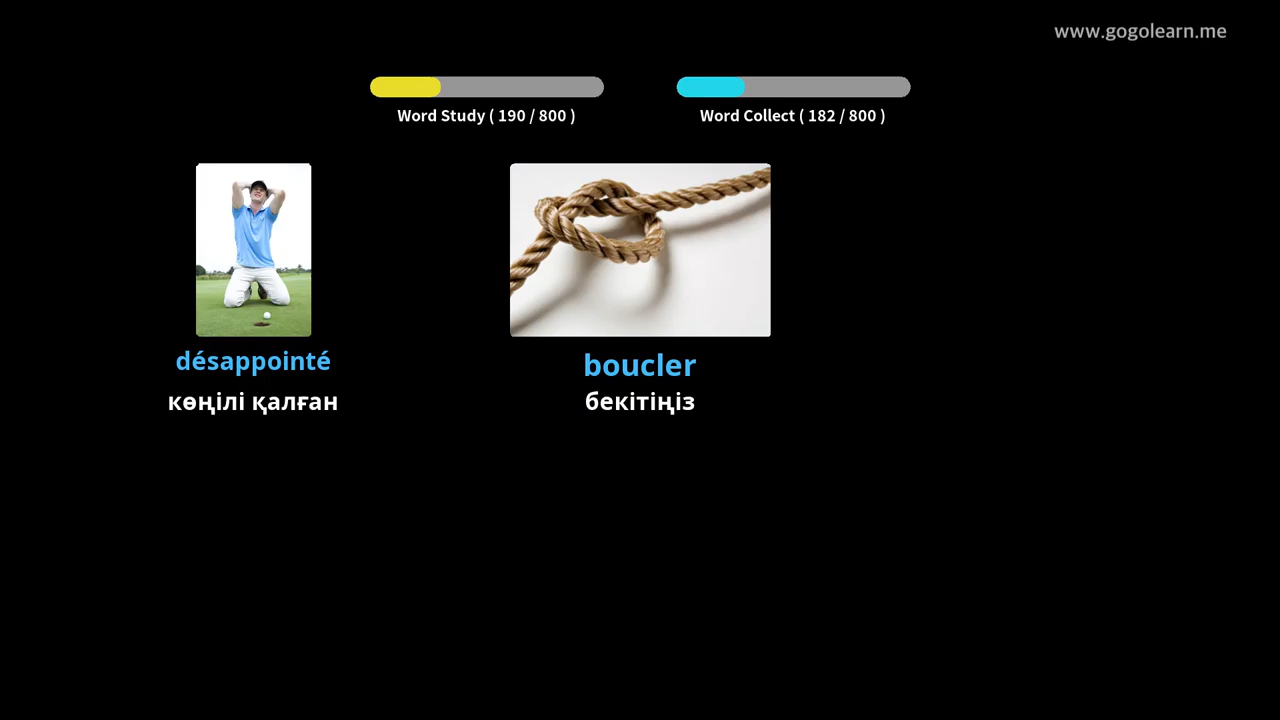 www.gogolearn.me
Word Study ( 190 / 800 )
Word Collect ( 182 / 800 )
désappointé
көңілі қалған
boucler
бекітіңіз